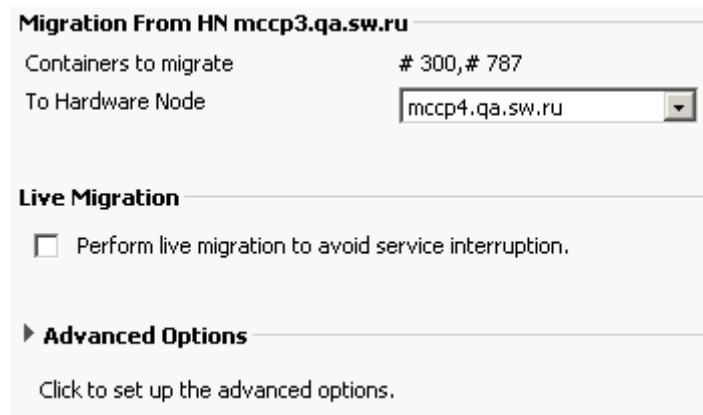 Migration From HN mccp3.qa.sw.ru
Containers to migrate # 300,# 787
To Hardware Node mccp4.qa.sw.ru
Live Migration
Perform live migration to avoid service interruption.
Advanced Options
Click to set up the advanced options.